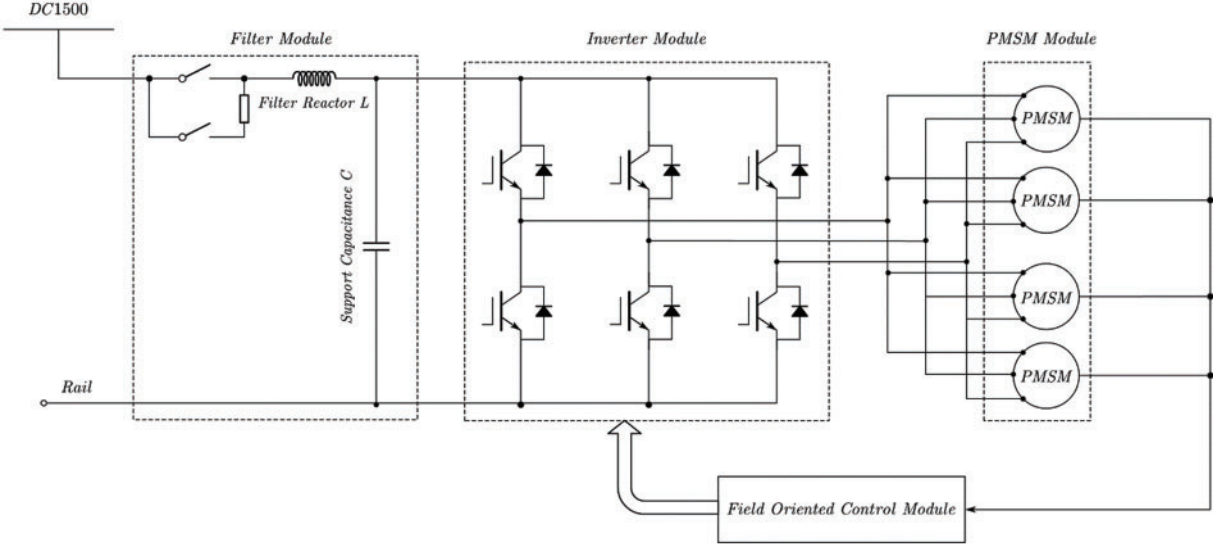 DC1500
Filter Module
Inverter Module
PMSM Module
Filter Reactor L
PMSM
Support Capacitance C
PMSM
PMSM
PMSM
Rail
Field Oriented Control Module